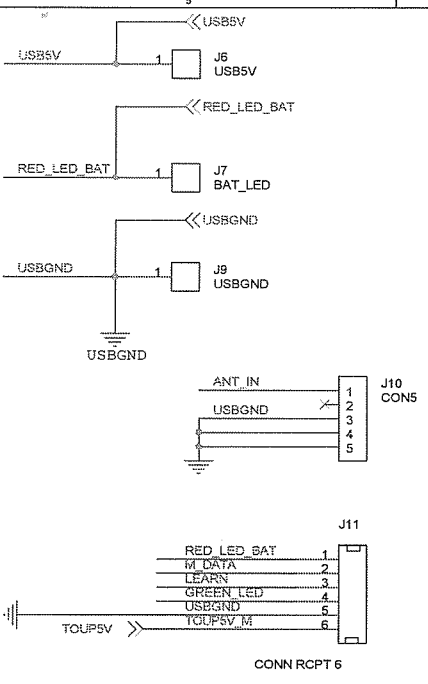 USB5V
USB5V 1 J6
USB5V
RED_LED_BAT
RED_LED_BAT 1 J7
BAT_LED
USBGND
USBGND 1 J9
USBGND
USBGND
ANT_IN 1 J10
2 CON5
USBGND 3
4
5
J11
RED_LED_BAT 1
M_DATA 2
LEARN 3
GREEN_LED 4
USBGND 5
TOUP5V TOUP5V_M 6
CONN RCPT 6